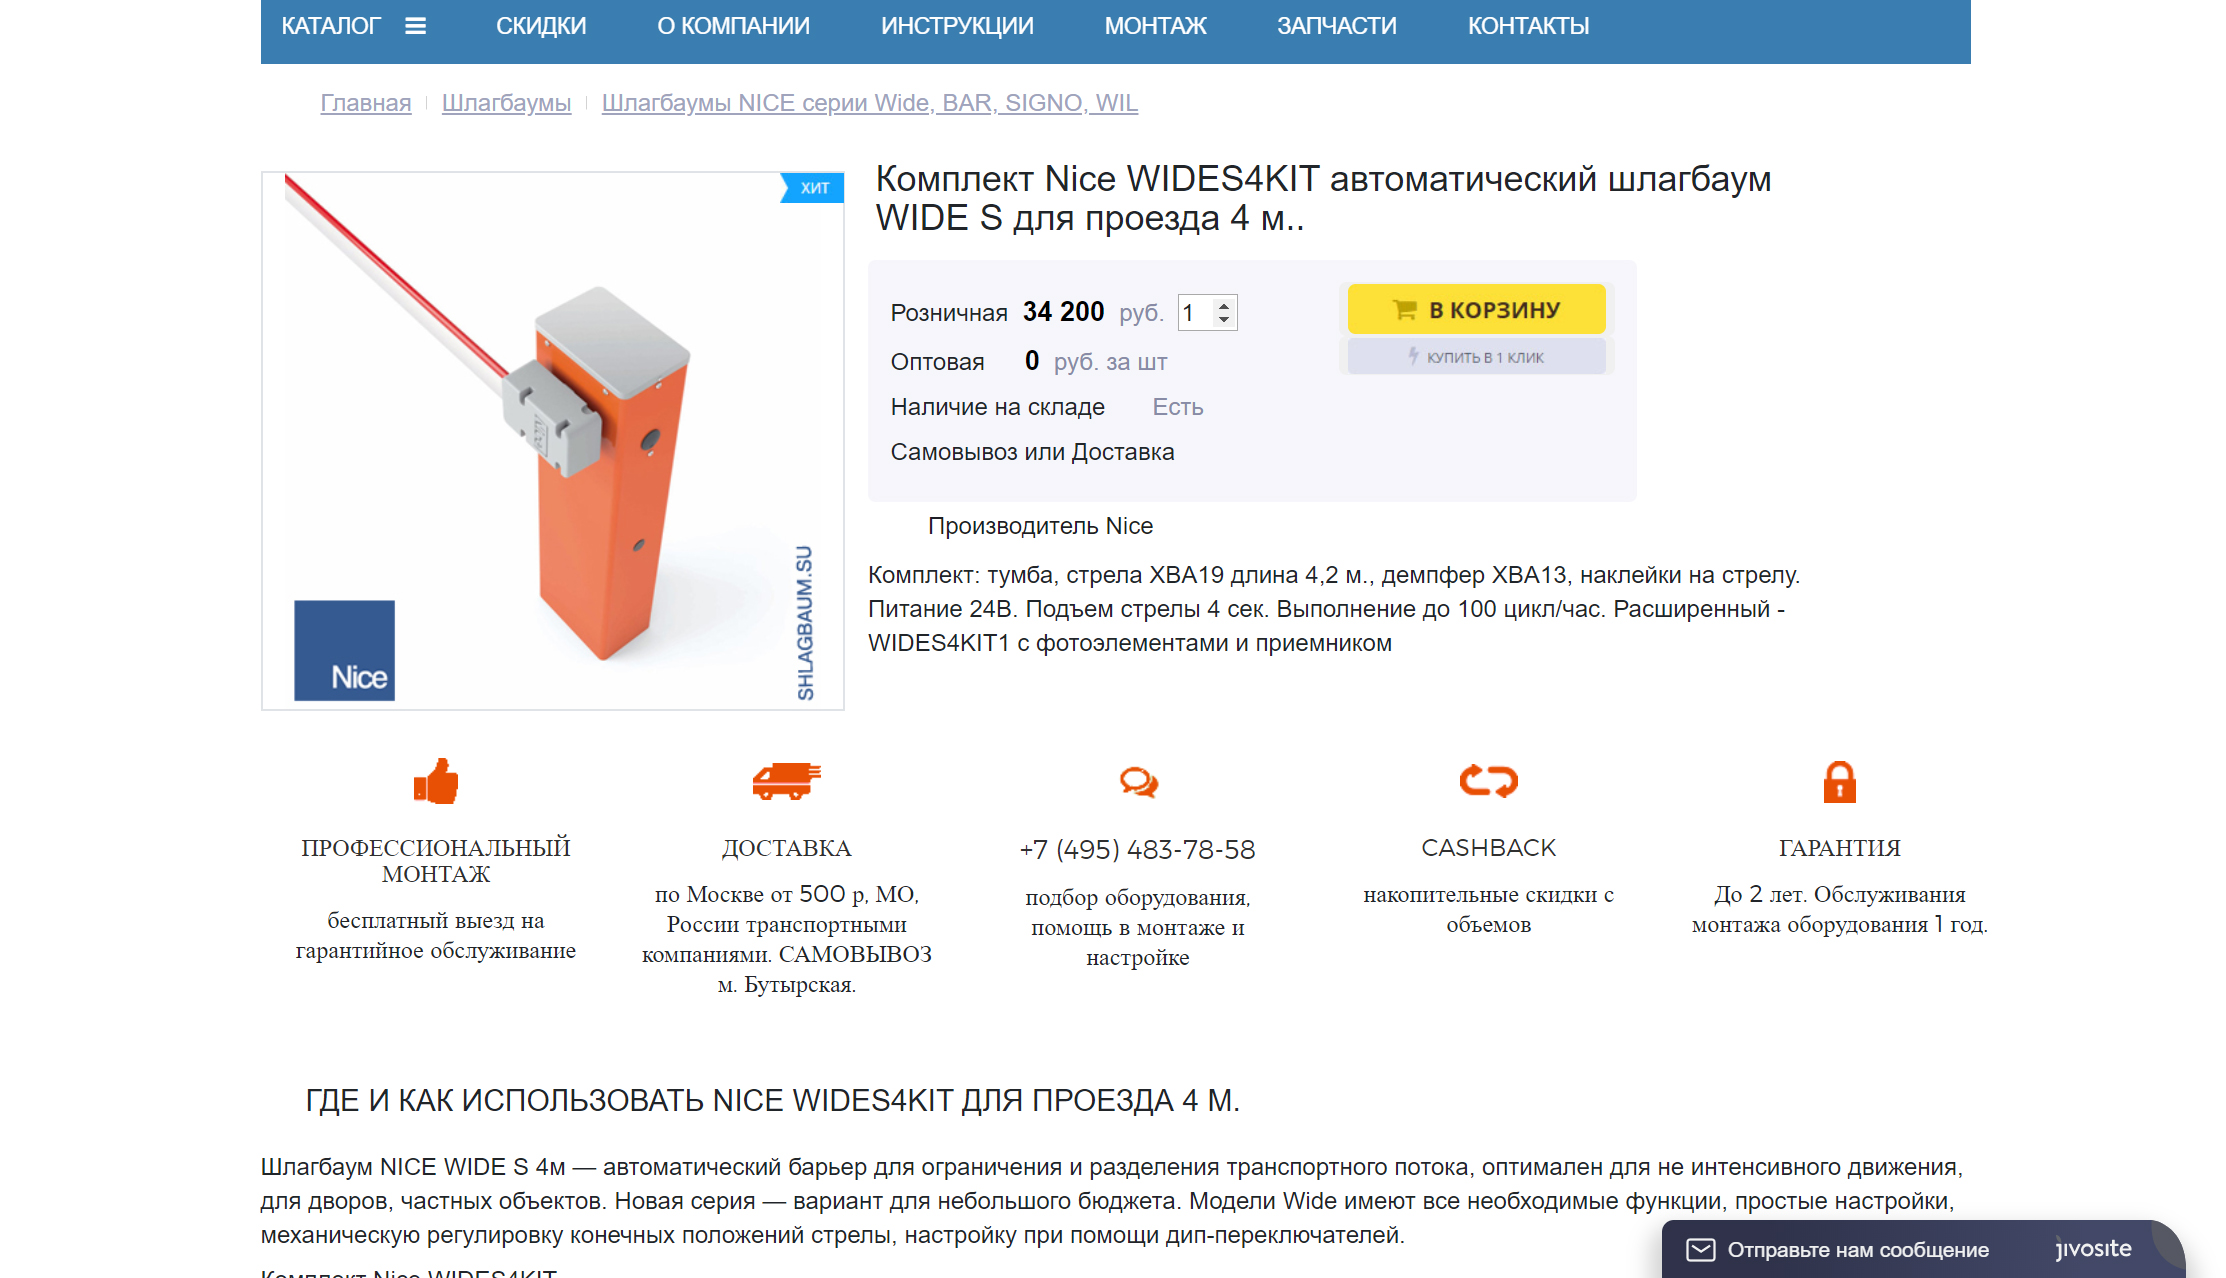 КАТАЛОГ СКИДКИ О КОМПАНИИ ИНСТРУКЦИИ МОНТАЖ ЗАПЧАСТИ КОНТАКТЫ
Главная Шлагбаумы Шлагбаумы NICE серии Wide, BAR, SIGNO, WIL
ХИТ
Nice
SHLAGBAUM.SU
Комплект Nice WIDES4KIT автоматический шлагбаум
WIDE S для проезда 4 м..
Розничная 34 200 руб. 1
В КОРЗИНУ
КУПИТЬ В 1 КЛИК
Оптовая 0 руб. за шт
Наличие на складе Есть
Самовывоз или Доставка
Производитель Nice
Комплект: тумба, стрела XBA19 длина 4,2 м., демпфер XBA13, наклейки на стрелу.
Питание 24В. Подъем стрелы 4 сек. Выполнение до 100 цикл/час. Расширенный -
WIDES4KIT1 с фотоэлементами и приемником
ПРОФЕССИОНАЛЬНЫЙ
МОНТАЖ
бесплатный выезд на
гарантийное обслуживание
ДОСТАВКА
по Москве от 500 р, МО,
России транспортными
компаниями. САМОВЫВОЗ
м. Бутырская.
+7 (495) 483-78-58
подбор оборудования,
помощь в монтаже и
настройке
CASHBACK
накопительные скидки с
объемов
ГАРАНТИЯ
До 2 лет. Обслуживания
монтажа оборудования 1 год.
ГДЕ И КАК ИСПОЛЬЗОВАТЬ NICE WIDES4KIT ДЛЯ ПРОЕЗДА 4 М.
Шлагбаум NICE WIDE S 4м — автоматический барьер для ограничения и разделения транспортного потока, оптимален для не интенсивного движения,
для дворов, частных объектов. Новая серия — вариант для небольшого бюджета. Модели Wide имеют все необходимые функции, простые настройки,
механическую регулировку конечных положений стрелы, настройку при помощи дип-переключателей.
Комплект Nice WIDES4KIT
Отправьте нам сообщение jivosite